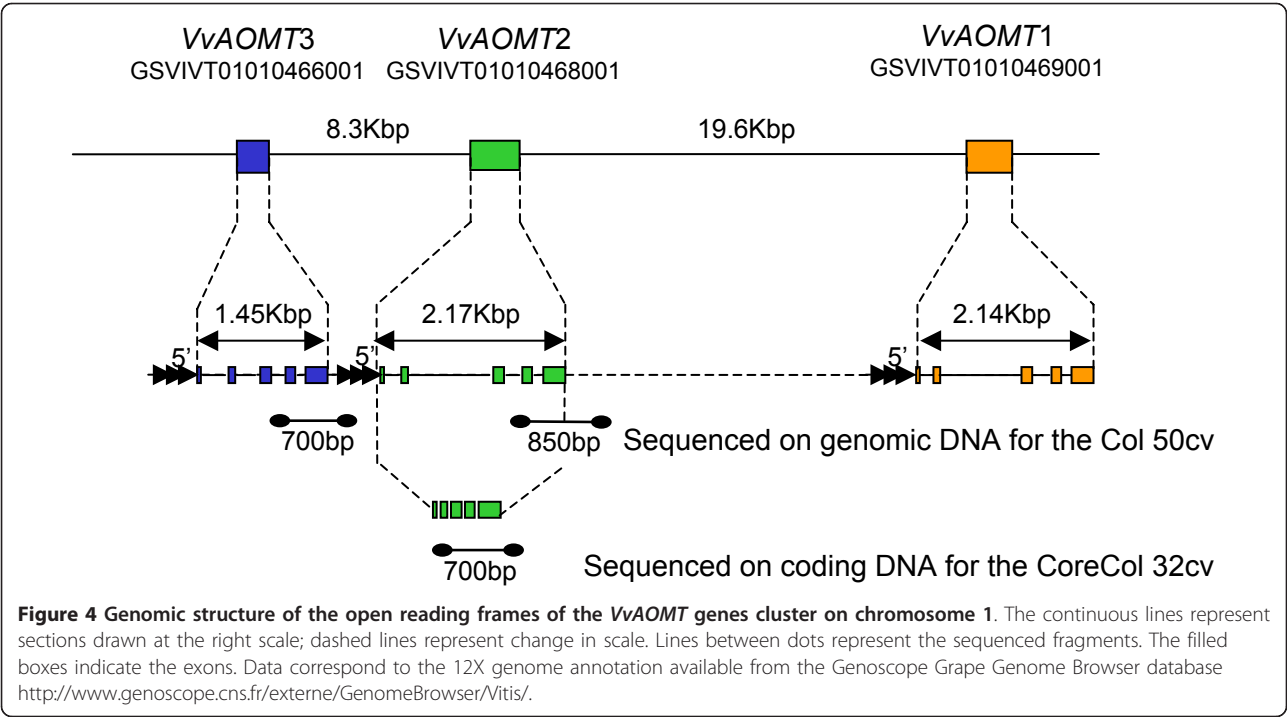 VvAOMT3
GSVIVT01010466001
VvAOMT2
GSVIVT01010468001
VvAOMT1
GSVIVT01010469001
8.3Kbp
19.6Kbp
1.45Kbp
2.17Kbp
2.14Kbp
5'
5'
5'
700bp
850bp
Sequenced on genomic DNA for the Col 50cv
700bp
Sequenced on coding DNA for the CoreCol 32cv
Figure 4 Genomic structure of the open reading frames of the VvAOMT genes cluster on chromosome 1. The continuous lines represent
sections drawn at the right scale; dashed lines represent change in scale. Lines between dots represent the sequenced fragments. The filled
boxes indicate the exons. Data correspond to the 12X genome annotation available from the Genoscope Grape Genome Browser database
http://www.genoscope.cns.fr/externe/GenomeBrowser/Vitis/.